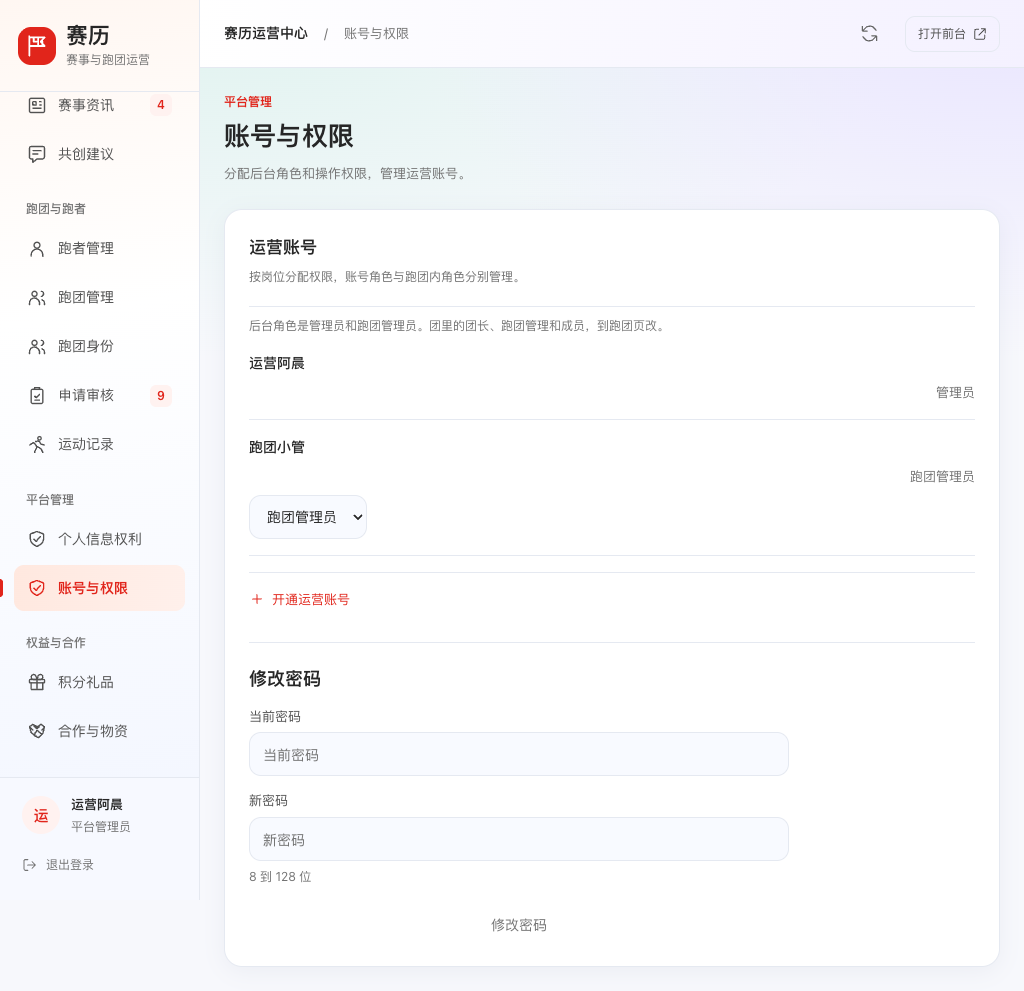 赛历
赛事与跑团运营
赛事资讯 4
共创建议
跑团与跑者
跑者管理
跑团管理
跑团身份
申请审核 9
运动记录
平台管理
个人信息权利
账号与权限
权益与合作
积分礼品
合作与物资
运
运营阿晨
平台管理员
退出登录
赛历运营中心 / 账号与权限
打开前台
平台管理
账号与权限
分配后台角色和操作权限，管理运营账号。
运营账号
按岗位分配权限，账号角色与跑团内角色分别管理。
后台角色是管理员和跑团管理员。团里的团长、跑团管理和成员，到跑团页改。
运营阿晨
管理员
跑团小管
跑团管理员
跑团管理员
开通运营账号
修改密码
当前密码
当前密码
新密码
新密码
8 到 128 位
修改密码